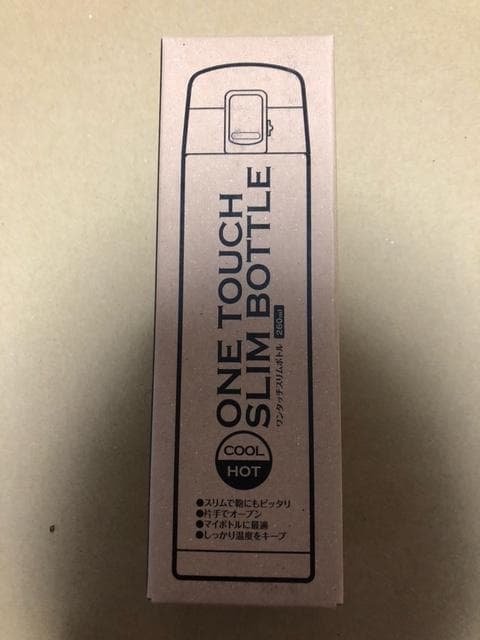 ONE TOUCH
SLIM BOTTLE
ワンタッチスリムボトル 260ml
COOL
HOT
●スリムで鞄にもピッタリ
●片手でオープン
●マイボトルに最適
●しっかり温度をキープ